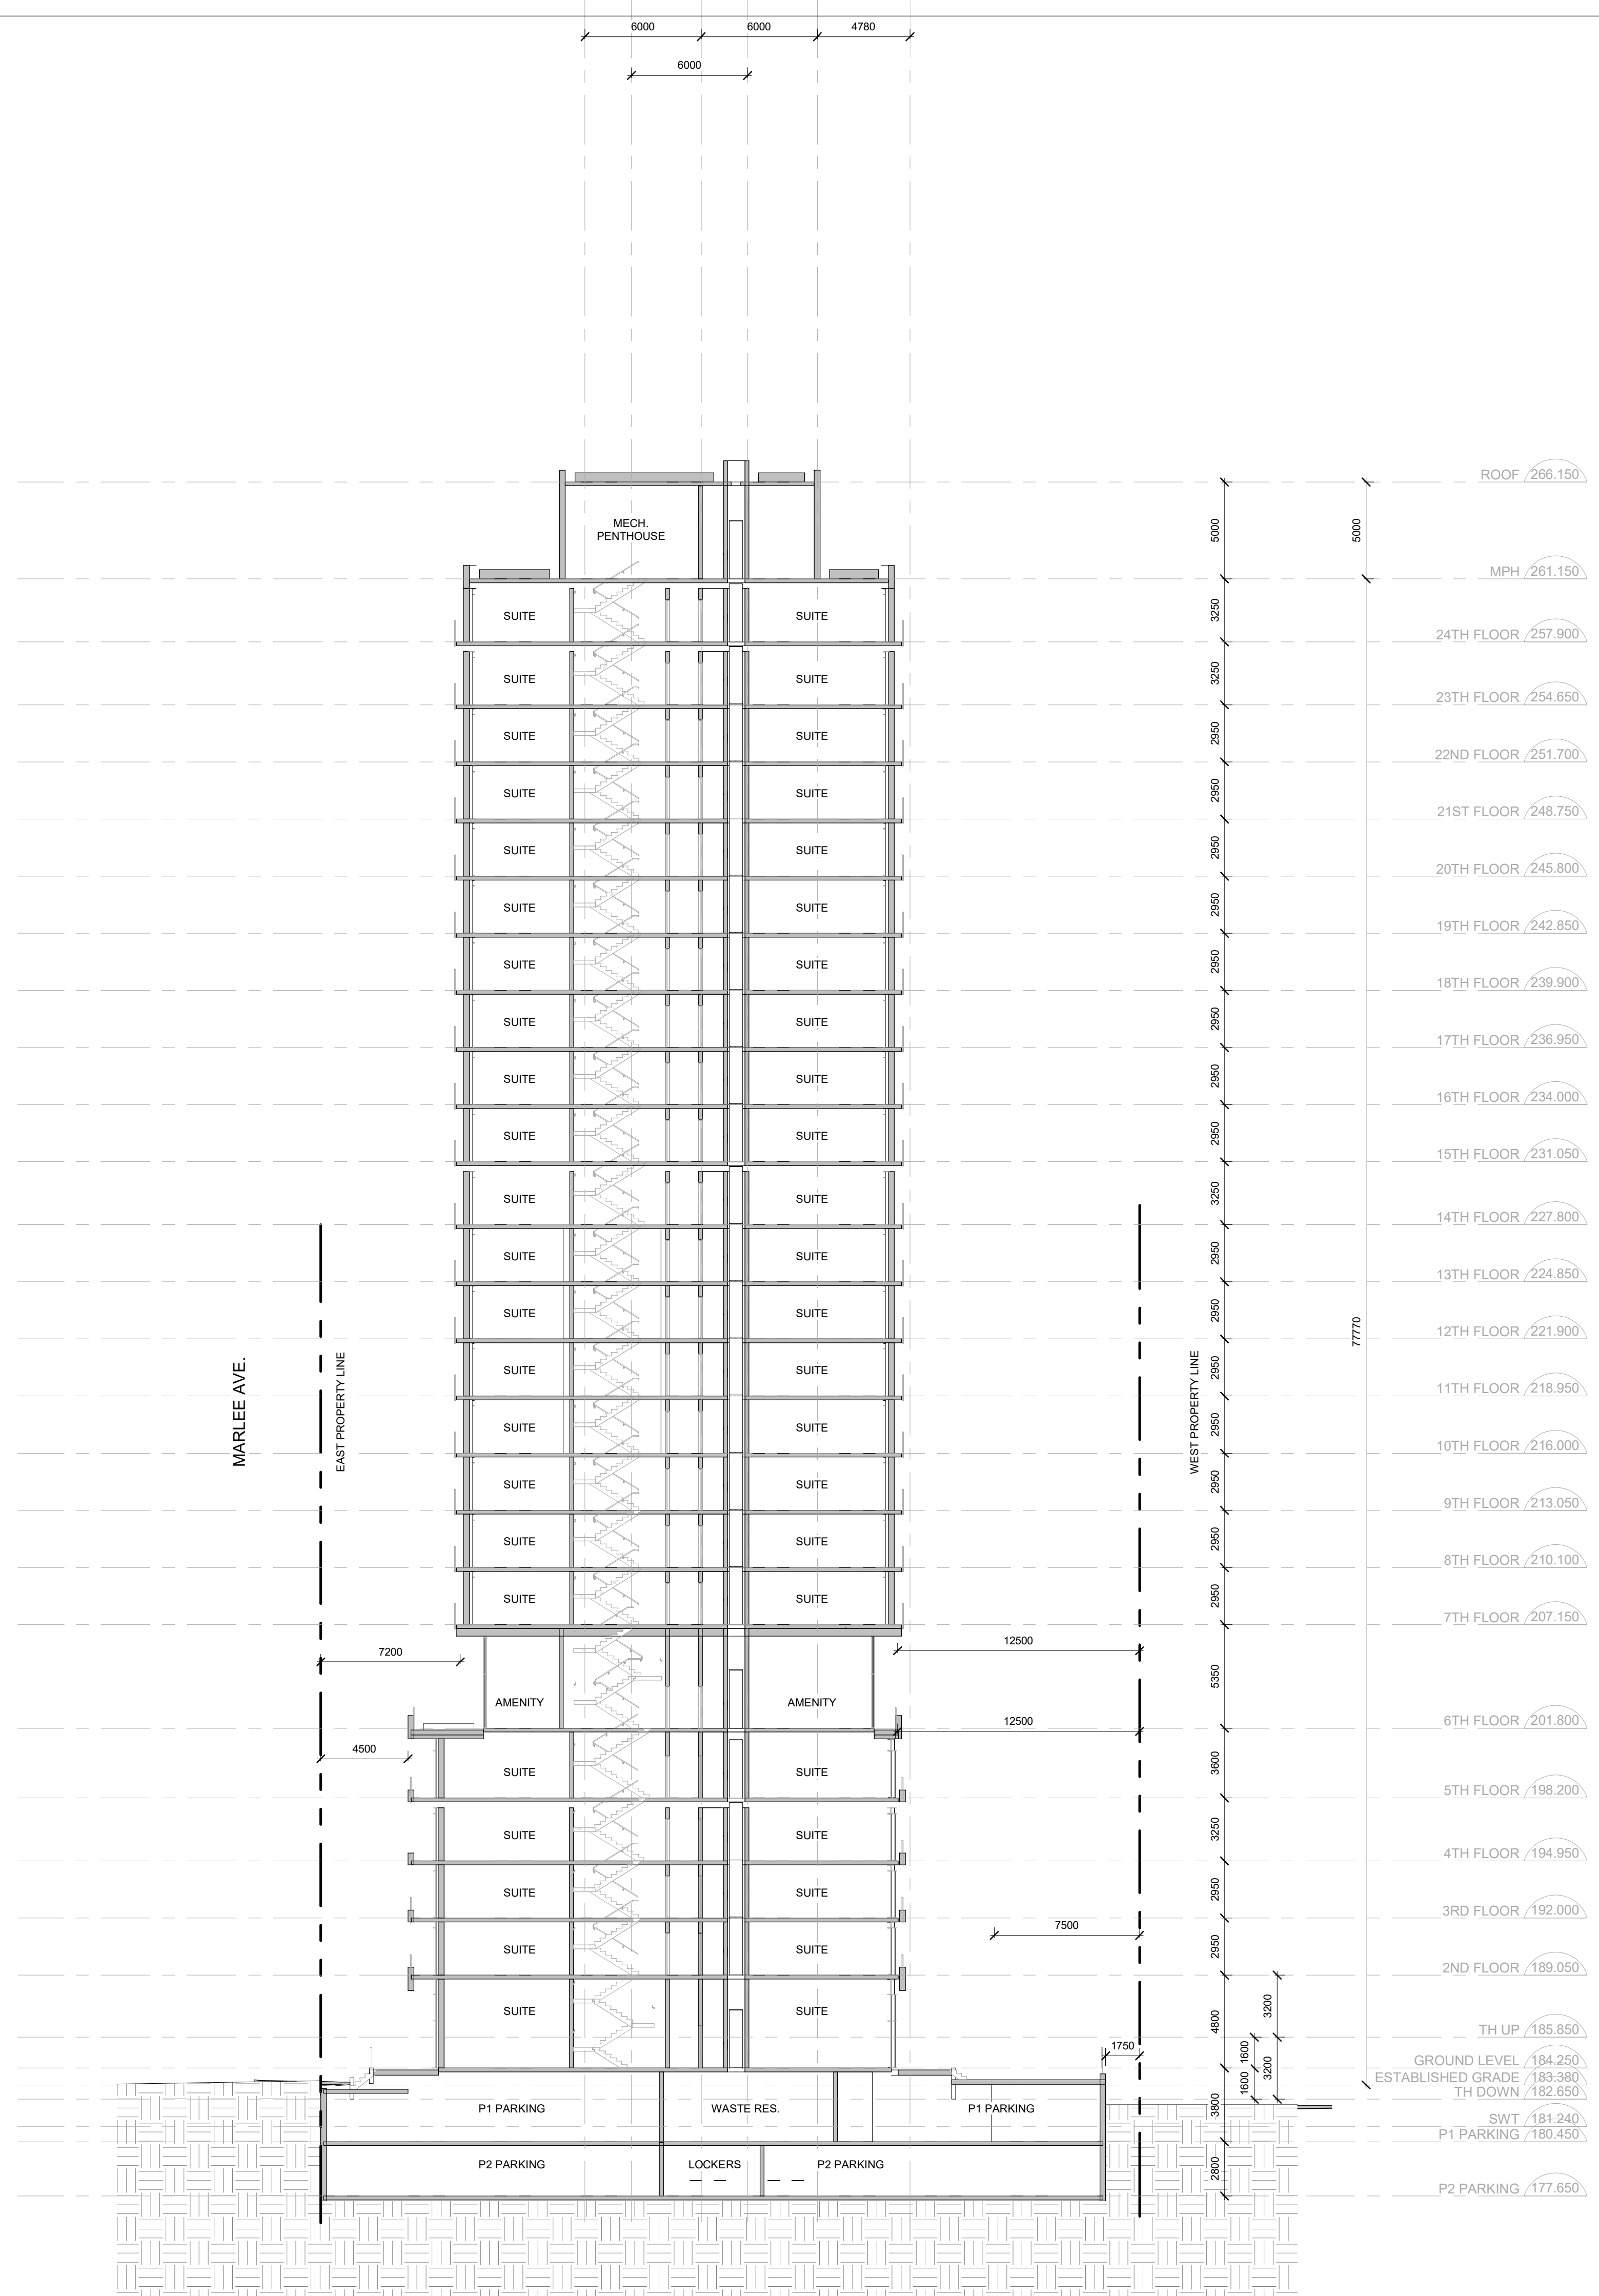 6000
6000
4780
6000
ROOF 266.150
MECH.
PENTHOUSE
5000
5000
MPH 261.150
SUITE
SUITE
3250
24TH FLOOR 257.900
SUITE
SUITE
3250
23TH FLOOR 254.650
SUITE
SUITE
2950
22ND FLOOR 251.700
SUITE
SUITE
2950
21ST FLOOR 248.750
SUITE
SUITE
2950
20TH FLOOR 245.800
SUITE
SUITE
2950
19TH FLOOR 242.850
SUITE
SUITE
2950
18TH FLOOR 239.900
SUITE
SUITE
2950
17TH FLOOR 236.950
SUITE
SUITE
2950
16TH FLOOR 234.000
SUITE
SUITE
2950
15TH FLOOR 231.050
SUITE
SUITE
3250
14TH FLOOR 227.800
SUITE
SUITE
2950
13TH FLOOR 224.850
SUITE
SUITE
2950
77770
12TH FLOOR 221.900
MARLEE AVE.
EAST PROPERTY LINE
SUITE
SUITE
WEST PROPERTY LINE
2950
11TH FLOOR 218.950
SUITE
SUITE
2950
10TH FLOOR 216.000
SUITE
SUITE
2950
9TH FLOOR 213.050
SUITE
SUITE
2950
8TH FLOOR 210.100
SUITE
SUITE
2950
7TH FLOOR 207.150
7200
12500
5350
AMENITY
AMENITY
6TH FLOOR 201.800
12500
4500
SUITE
SUITE
3600
5TH FLOOR 198.200
SUITE
SUITE
3250
4TH FLOOR 194.950
SUITE
SUITE
2950
3RD FLOOR 192.000
7500
SUITE
SUITE
2950
2ND FLOOR 189.050
SUITE
SUITE
4800
3200
TH UP 185.850
1750
1600
3200
GROUND LEVEL 184.250
ESTABLISHED GRADE 183.380
1600
TH DOWN 182.650
P1 PARKING
WASTE RES.
P1 PARKING
3800
SWT 181.240
P1 PARKING 180.450
P2 PARKING
LOCKERS
P2 PARKING
2800
P2 PARKING 177.650